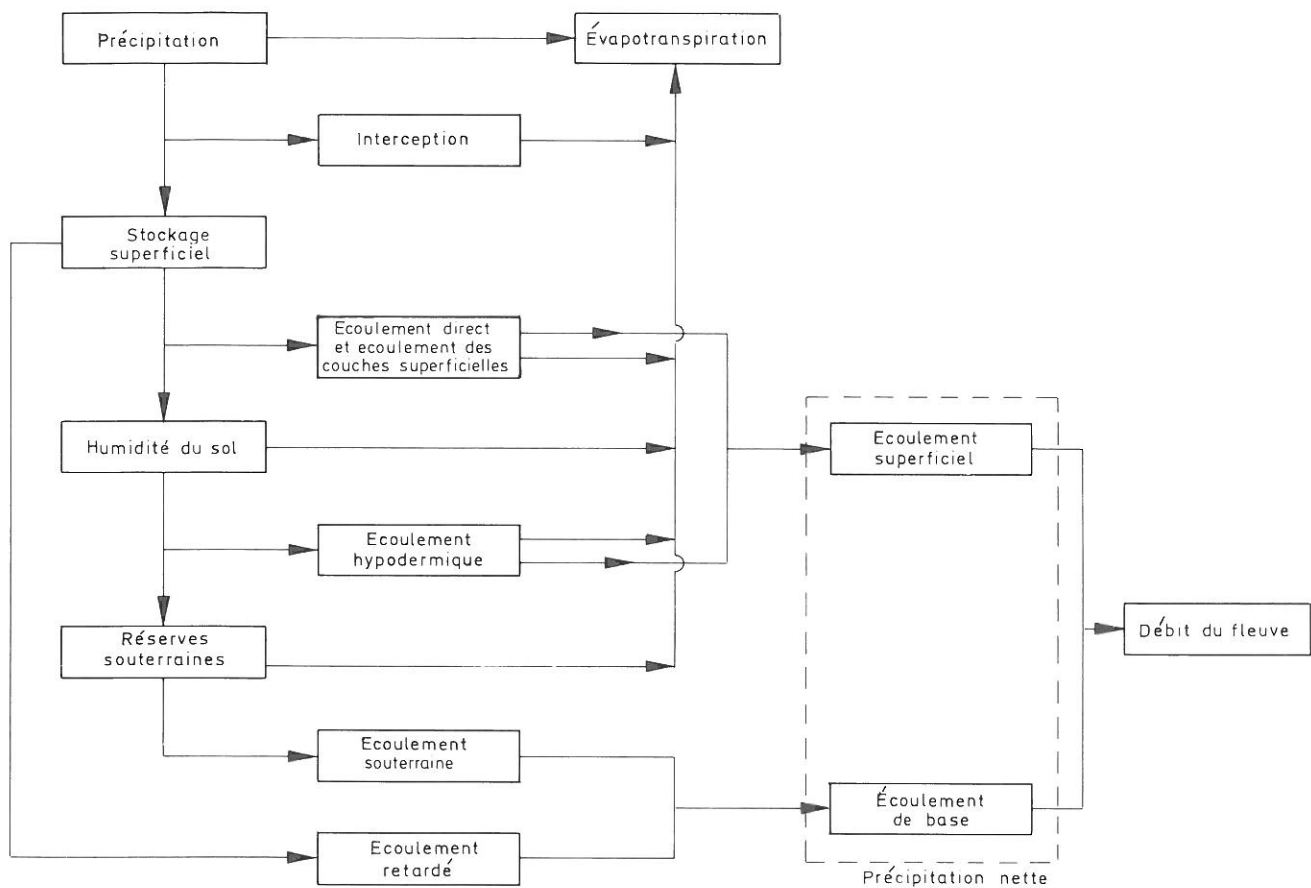 Précipitation
Évapotranspiration
Interception
Stockage
superficiel
Ecoulement direct
et ecoulement des
couches superficielles
Humidité du sol
Ecoulement
superficiel
Ecoulement
hypodermique
Réserves
souterraines
Débit du fleuve
Ecoulement
souterraine
Écoulement
de base
Ecoulement
retardé
Précipitation nette